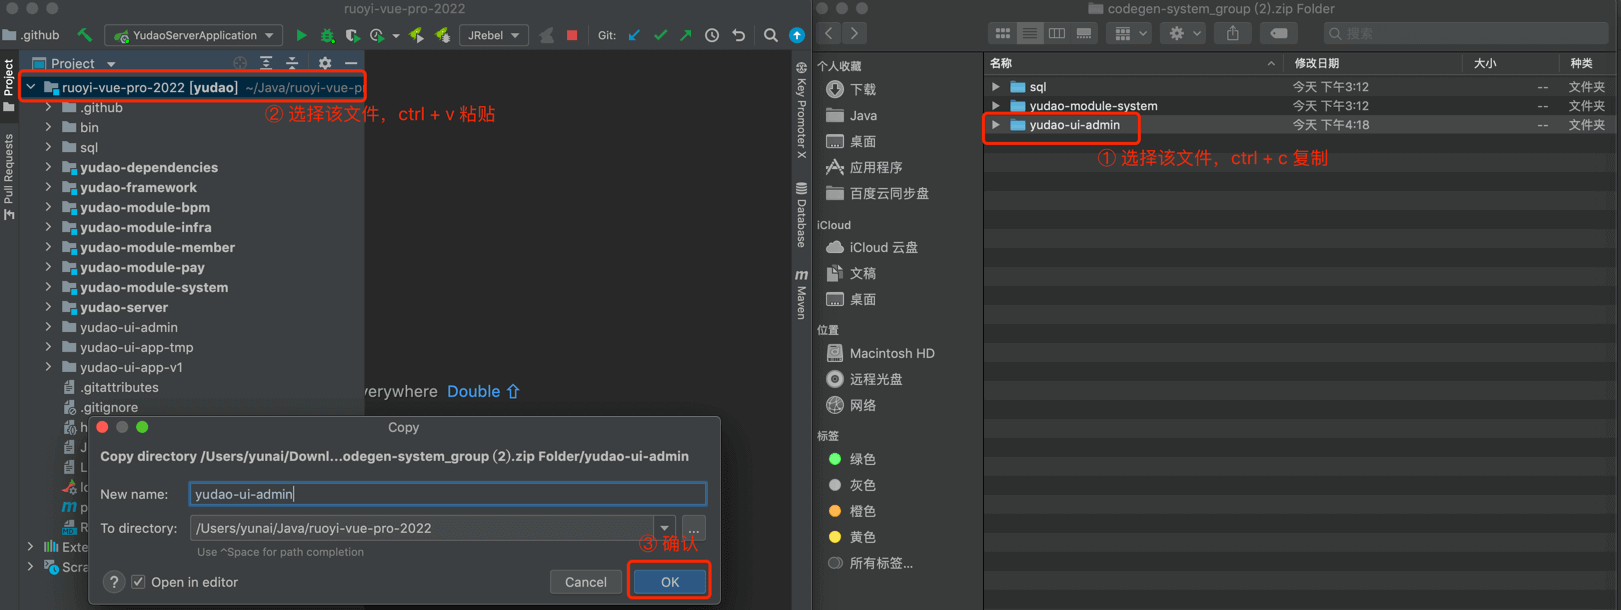 ruoyi-vue-pro-2022
.github
YudaoServerApplication
JRebel
Git:
Project
Project
Pull Requests
ruoyi-vue-pro-2022 [yudao] ~/Java/ruoyi-vue-p
② 选择该文件，ctrl + v 粘贴
.github
bin
sql
yudao-dependencies
yudao-framework
yudao-module-bpm
yudao-module-infra
yudao-module-member
yudao-module-pay
yudao-module-system
yudao-server
yudao-ui-admin
yudao-ui-app-tmp
yudao-ui-app-v1
.gitattributes
.gitignore
h
J
L
lo
p
R
Exte
Scra
verywhere Double ⇧
Key Promoter X
Database
Maven
Copy
Copy directory /Users/yunai/Downl...odegen-system_group (2).zip Folder/yudao-ui-admin
New name: yudao-ui-admin
To directory: /Users/yunai/Java/ruoyi-vue-pro-2022
...
Use ^Space for path completion
③ 确认
? Open in editor
Cancel
OK
codegen-system_group (2).zip Folder
搜索
个人收藏
下载
Java
桌面
应用程序
百度云同步盘
iCloud
iCloud 云盘
文稿
桌面
位置
Macintosh HD
远程光盘
网络
标签
绿色
灰色
橙色
黄色
所有标签...
名称 修改日期 大小 种类
sql 今天 下午3:12 -- 文件夹
yudao-module-system 今天 下午3:12 -- 文件夹
yudao-ui-admin 今天 下午4:18 -- 文件夹
① 选择该文件，ctrl + c 复制